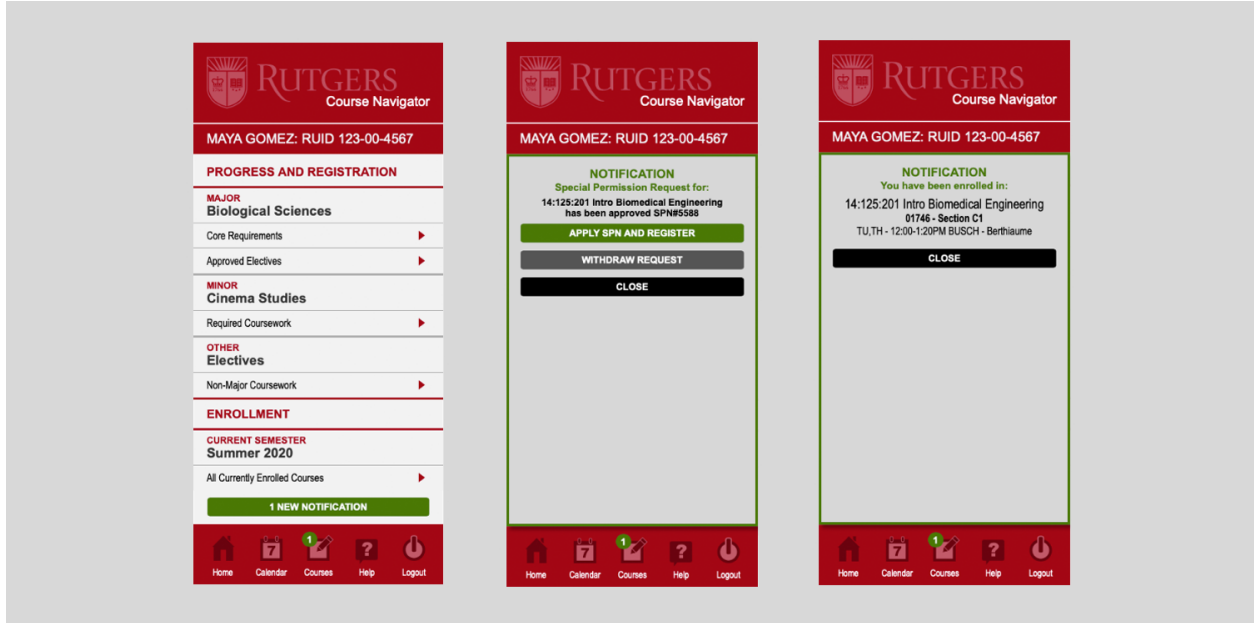 RUTGERS
Course Navigator
MAYA GOMEZ: RUID 123-00-4567
PROGRESS AND REGISTRATION
MAJOR
Biological Sciences
Core Requirements
Approved Electives
MINOR
Cinema Studies
Required Coursework
OTHER
Electives
Non-Major Coursework
ENROLLMENT
CURRENT SEMESTER
Summer 2020
All Currently Enrolled Courses
1 NEW NOTIFICATION
7
1
?
Home
Calendar
Courses
Help
Logout
RUTGERS
Course Navigator
MAYA GOMEZ: RUID 123-00-4567
NOTIFICATION
Special Permission Request for:
14:125:201 Intro Biomedical Engineering
has been approved SPN#5588
APPLY SPN AND REGISTER
WITHDRAW REQUEST
CLOSE
7
1
?
Home
Calendar
Courses
Help
Logout
RUTGERS
Course Navigator
MAYA GOMEZ: RUID 123-00-4567
NOTIFICATION
You have been enrolled in:
14:125:201 Intro Biomedical Engineering
01746 - Section C1
TU,TH - 12:00-1:20PM BUSCH - Berthiaume
CLOSE
7
1
?
Home
Calendar
Courses
Help
Logout